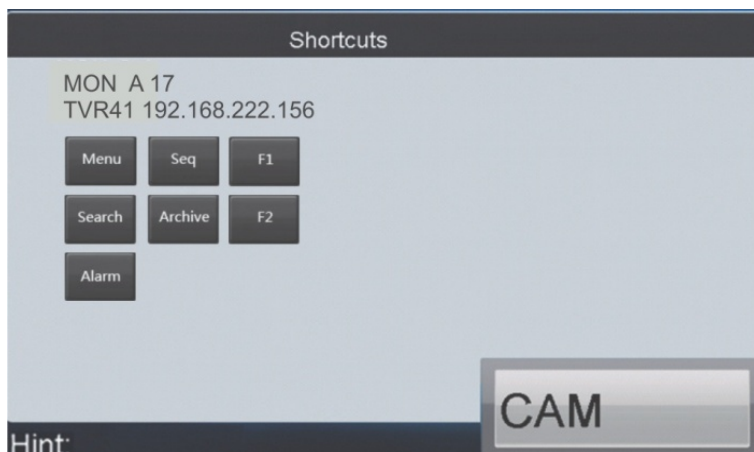 Shortcuts
MON A 17
TVR41 192.168.222.156
Menu Seq F1
Search Archive F2
Alarm
CAM
Hint: